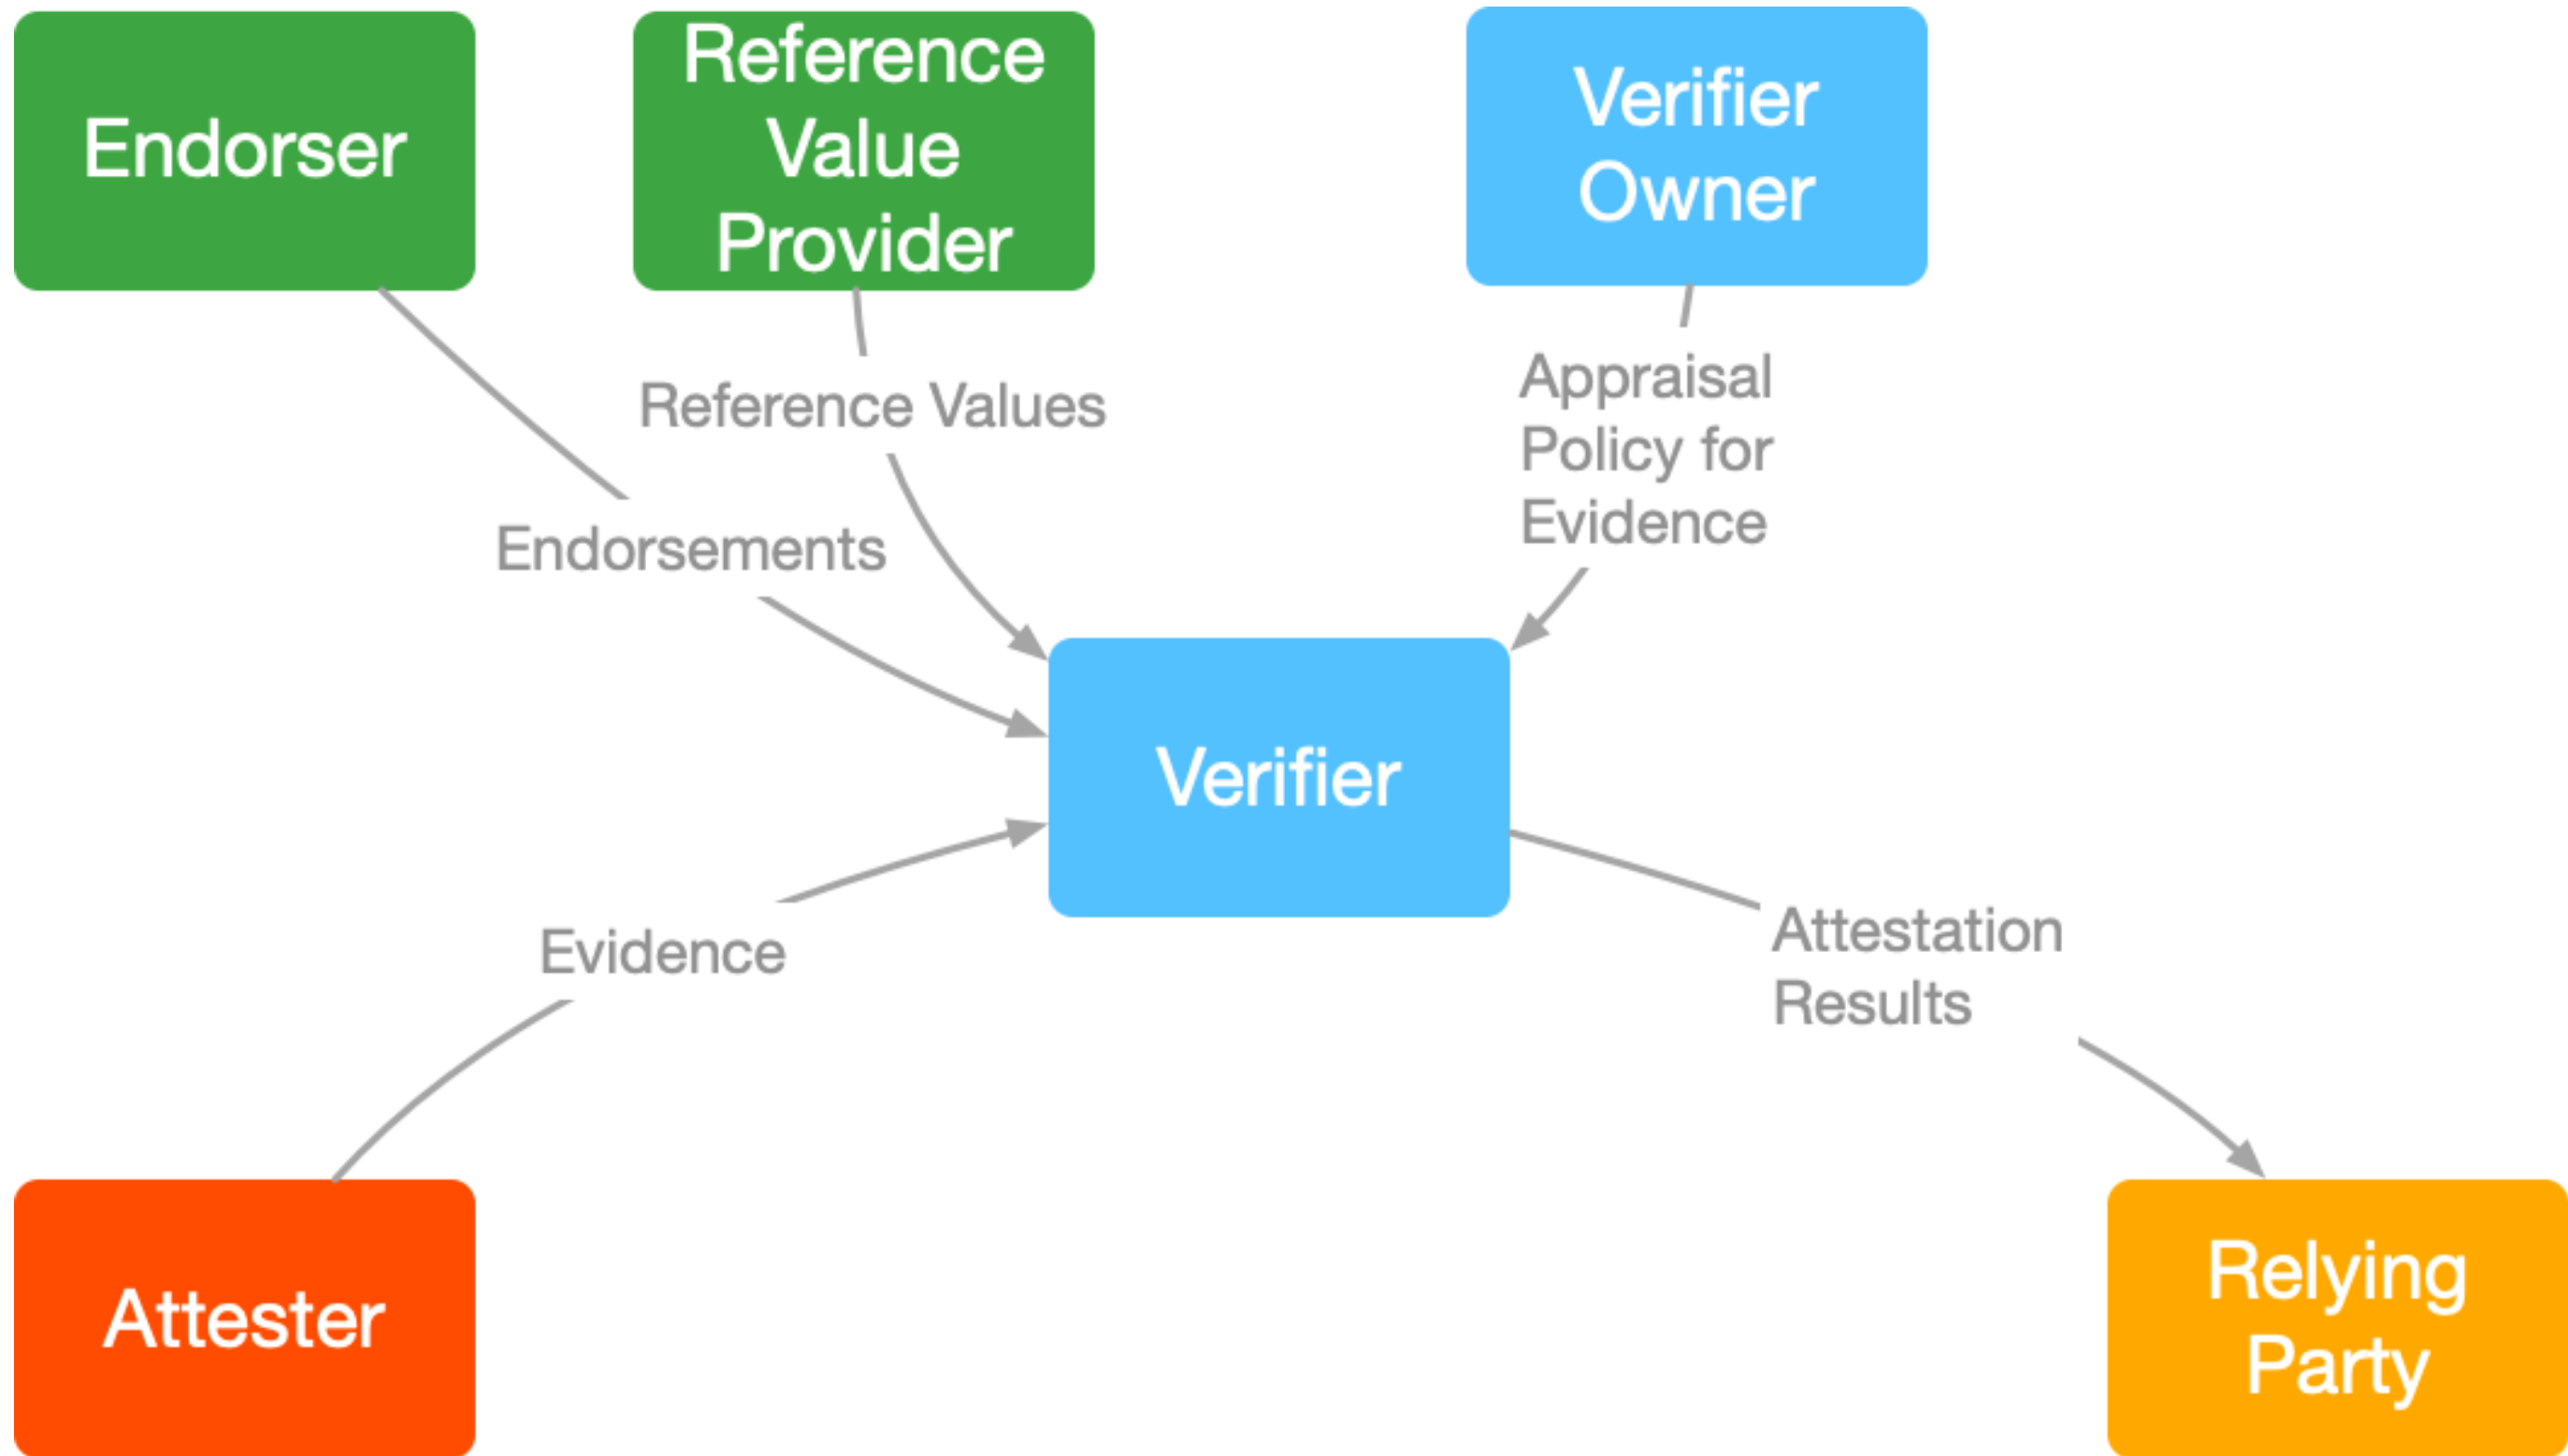 Endorser
Reference
Value
Provider
Verifier
Owner
Reference Values
Appraisal
Policy for
Evidence
Endorsements
Verifier
Evidence
Attestation
Results
Attester
Relying
Party